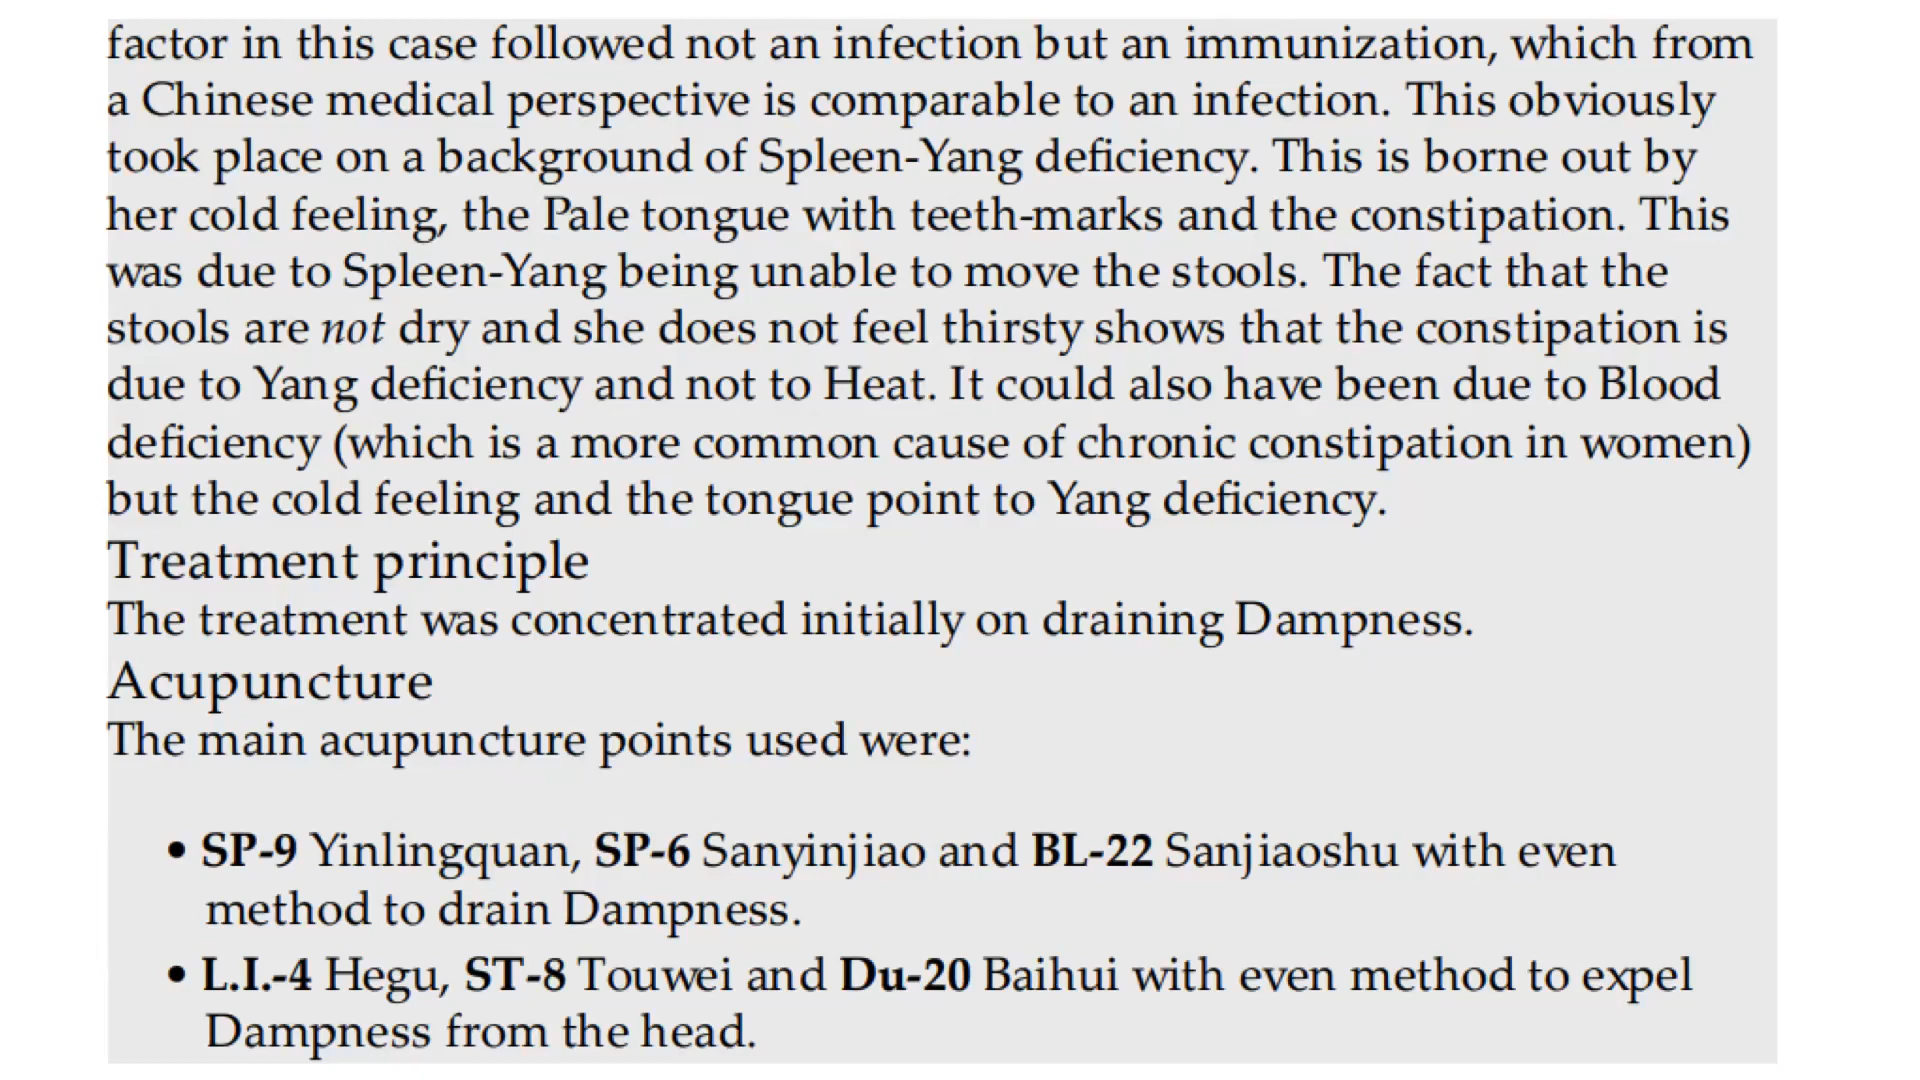 factor in this case followed not an infection but an immunization, which from
a Chinese medical perspective is comparable to an infection. This obviously
took place on a background of Spleen-Yang deficiency. This is borne out by
her cold feeling, the Pale tongue with teeth-marks and the constipation. This
was due to Spleen-Yang being unable to move the stools. The fact that the
stools are not dry and she does not feel thirsty shows that the constipation is
due to Yang deficiency and not to Heat. It could also have been due to Blood
deficiency (which is a more common cause of chronic constipation in women)
but the cold feeling and the tongue point to Yang deficiency.
Treatment principle
The treatment was concentrated initially on draining Dampness.
Acupuncture
The main acupuncture points used were:
• SP-9 Yinlingquan, SP-6 Sanyinjiao and BL-22 Sanjiaoshu with even
method to drain Dampness.
• L.I.-4 Hegu, ST-8 Touwei and Du-20 Baihui with even method to expel
Dampness from the head.